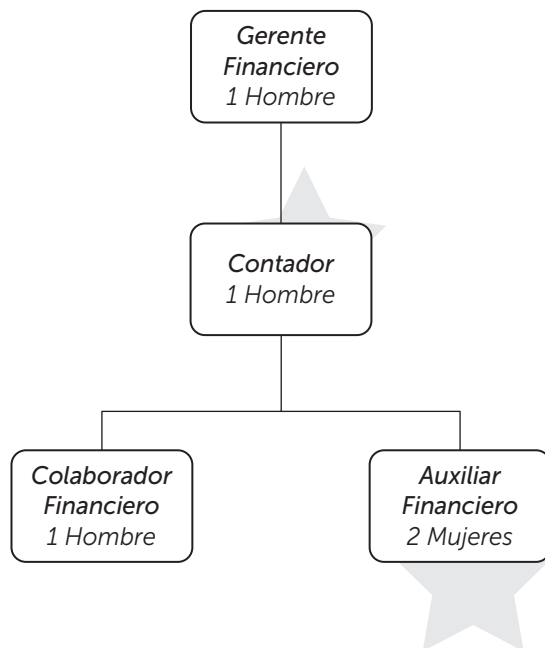 Gerente
Financiero
1 Hombre
Contador
1 Hombre
Colaborador
Financiero
1 Hombre
Auxiliar
Financiero
2 Mujeres